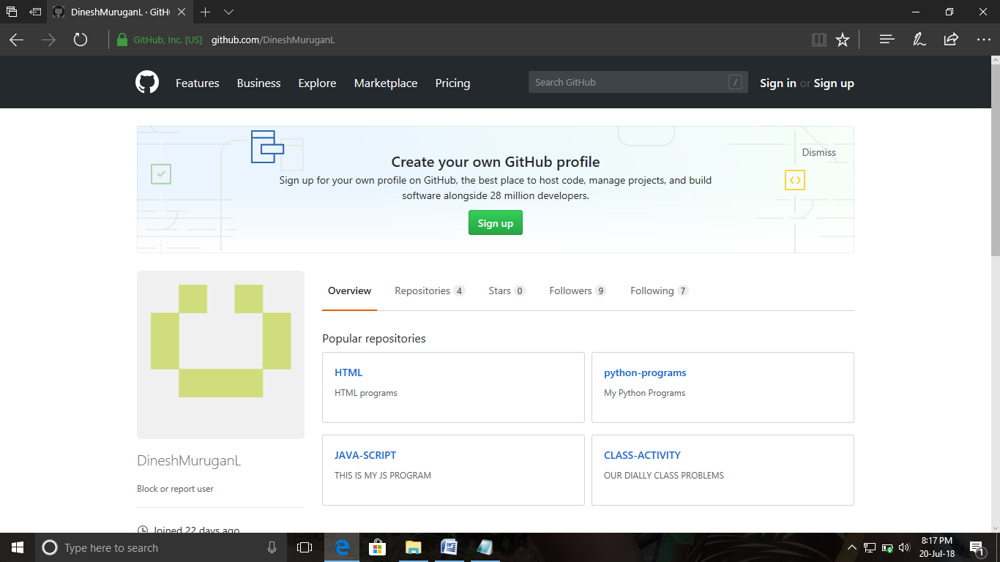 DineshMuruganL · GitH
GitHub, Inc. [US] github.com/DineshMuruganL
Features Business Explore Marketplace Pricing Search GitHub / Sign in or Sign up
Dismiss
Create your own GitHub profile
Sign up for your own profile on GitHub, the best place to host code, manage projects, and build
software alongside 28 million developers.
Sign up
Overview Repositories 4 Stars 0 Followers 9 Following 7
Popular repositories
HTML
HTML programs
python-programs
My Python Programs
JAVA-SCRIPT
THIS IS MY JS PROGRAM
CLASS-ACTIVITY
OUR DIALLY CLASS PROBLEMS
DineshMuruganL
Block or report user
Joined 22 days ago
Type here to search
8:17 PM
20-Jul-18
1